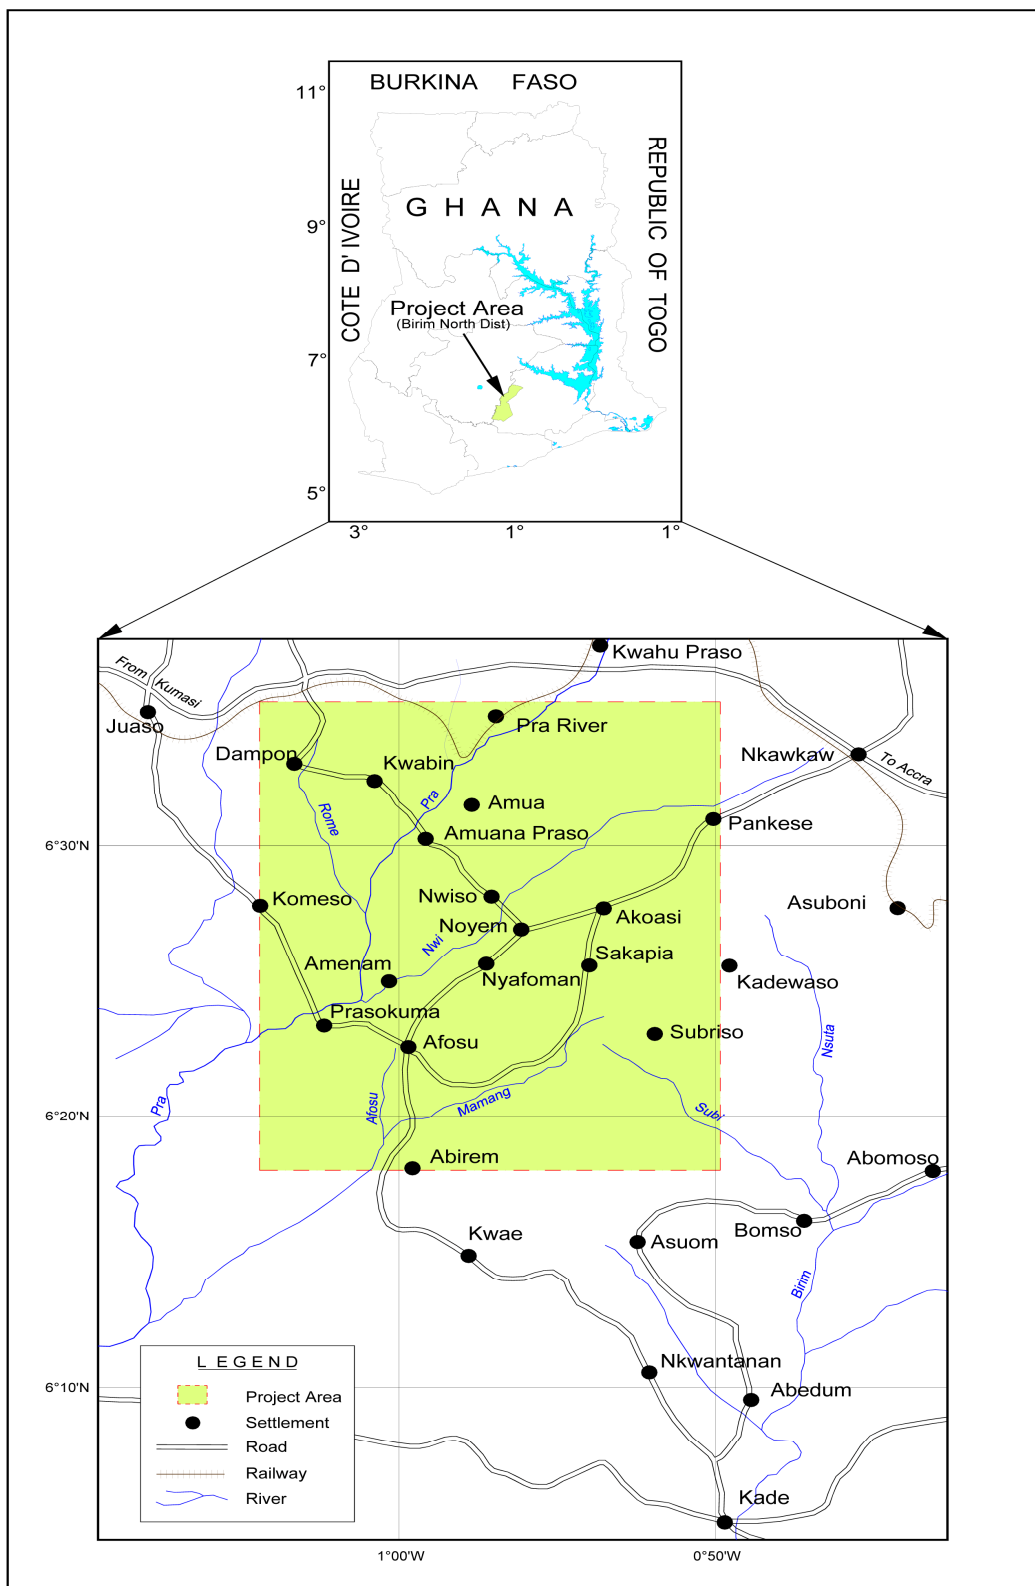 BURKINA FASO
11°
9°
7°
5°
COTE D' IVOIRE
REPUBLIC OF TOGO
GHANA
Project Area
(Birim North Dist)
3°
1°
1°
Kwahu Praso
From Kumasi
Juaso
Pra River
Dampon
Kwabin
Nkawkaw
To Accra
Pra
Rome
Amua
Amuana Praso
Pankese
6°30'N
Komeso
Nwiso
Noyem
Akoasi
Asuboni
Nwi
Amenam
Nyafoman
Sakapia
Kadewaso
Prasokuma
Afosu
Subriso
Nsuta
Pra
Afosu
Mamang
Subi
6°20'N
Abirem
Abomoso
Kwae
Asuom
Bomso
Birim
LEGEND
Project Area
Settlement
Road
Railway
River
Nkwantanan
Abedum
6°10'N
Kade
1°00'W
0°50'W